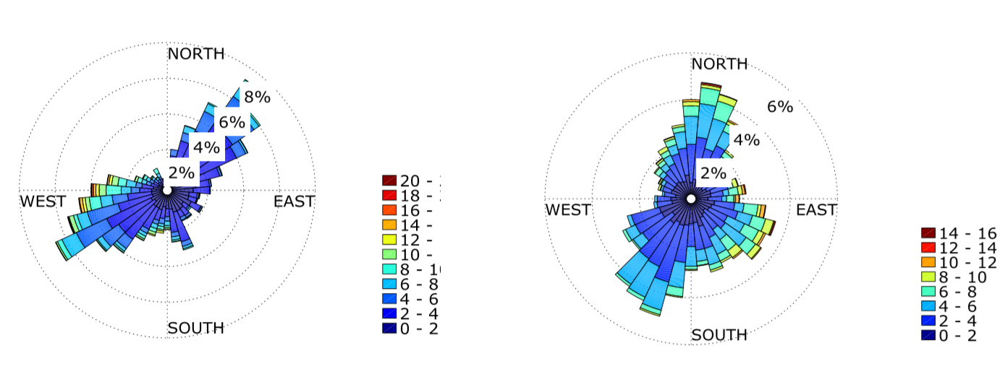 NORTH
8%
6%
4%
2%
WEST
EAST
SOUTH
20 -
18 -
16 -
14 -
12 -
10 -
8 - 1
6 - 8
4 - 6
2 - 4
0 - 2
NORTH
6%
4%
2%
WEST
EAST
SOUTH
14 - 16
12 - 14
10 - 12
8 - 10
6 - 8
4 - 6
2 - 4
0 - 2